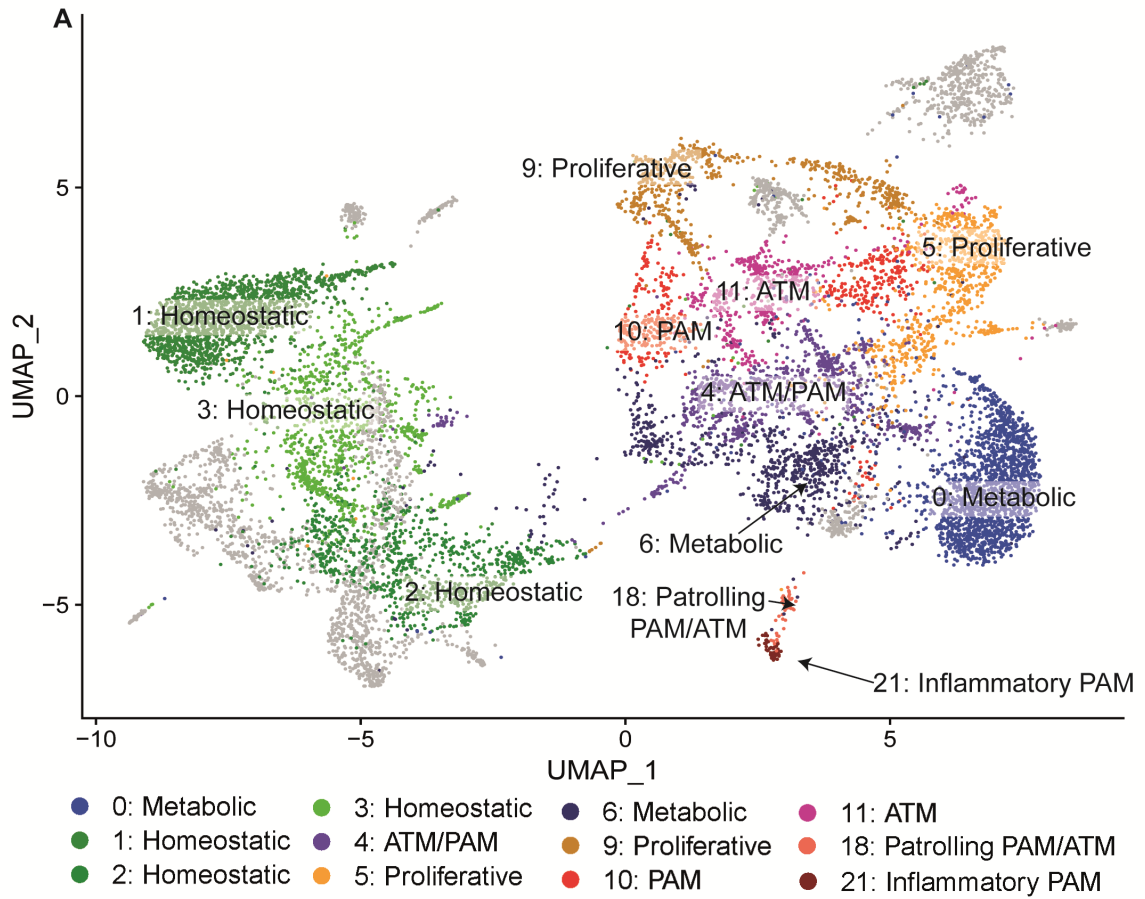 A
9: Proliferative
5: Proliferative
11: ATM
1: Homeostatic
10: PAM
4: ATM/PAM
3: Homeostatic
0: Metabolic
6: Metabolic
2: Homeostatic
18: Patrolling
PAM/ATM
21: Inflammatory PAM
UMAP_2
5
0
−5
−10
−5
0
5
UMAP_1
0: Metabolic
3: Homeostatic
6: Metabolic
11: ATM
1: Homeostatic
4: ATM/PAM
9: Proliferative
18: Patrolling PAM/ATM
2: Homeostatic
5: Proliferative
10: PAM
21: Inflammatory PAM